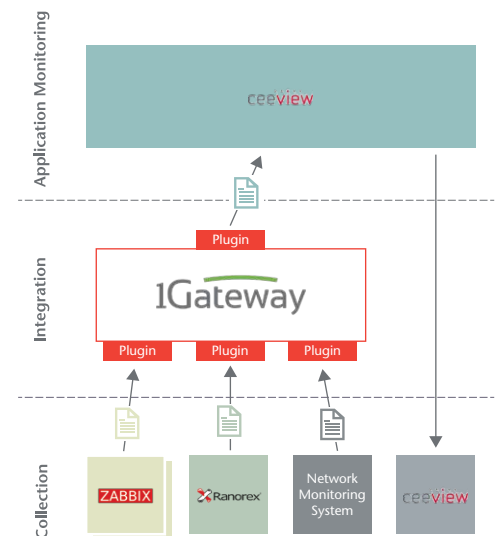 Application Monitoring
ceeview
Plugin
Integration
1Gateway
Plugin
Plugin
Plugin
Collection
ZABBIX
Ranorex
Network
Monitoring
System
ceeview